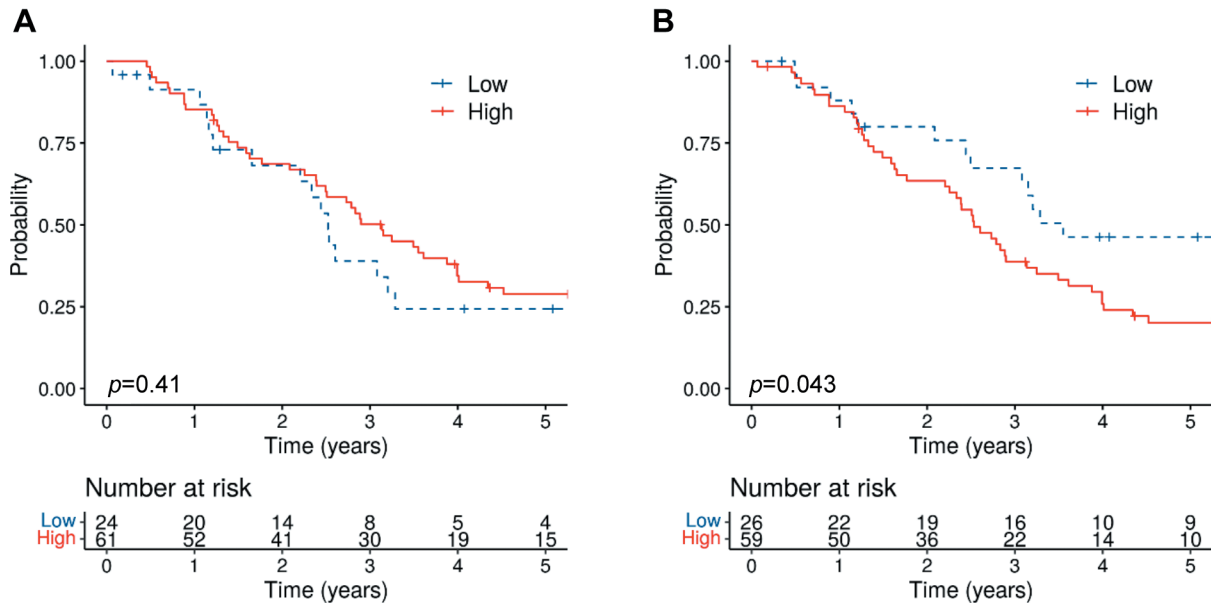 A
1.00
0.75
0.50
0.25
0.00
Probability
Low
High
p=0.41
0 1 2 3 4 5
Time (years)
Number at risk
Low 24 20 14 8 5 4
High 61 52 41 30 19 15
0 1 2 3 4 5
Time (years)
B
1.00
0.75
0.50
0.25
0.00
Probability
Low
High
p=0.043
0 1 2 3 4 5
Time (years)
Number at risk
Low 26 22 19 16 10 9
High 59 50 36 22 14 10
0 1 2 3 4 5
Time (years)